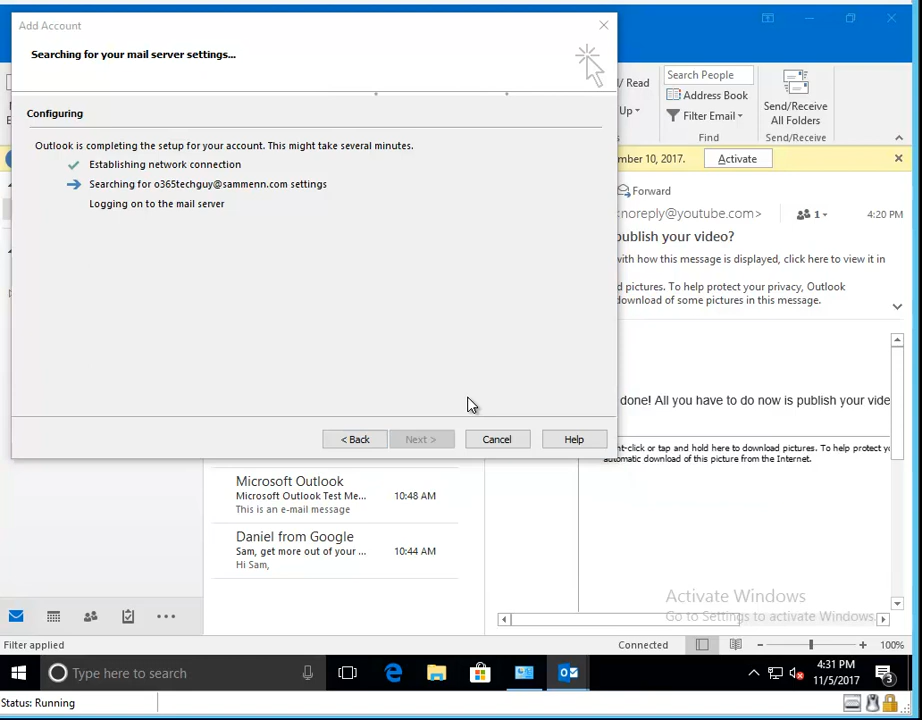 Add Account
Searching for your mail server settings...
Configuring
Outlook is completing the setup for your account. This might take several minutes.
Establishing network connection
Searching for o365techguy@sammenn.com settings
Logging on to the mail server
< Back
Next >
Cancel
Help
/ Read
Up
Search People
Address Book
Filter Email
Find
Send/Receive
All Folders
Send/Receive
mber 10, 2017.
Activate
Forward
<noreply@youtube.com>
1
4:20 PM
publish your video?
with how this message is displayed, click here to view it in
d pictures. To help protect your privacy, Outlook
download of some pictures in this message.
done! All you have to do now is publish your vide
nt-click or tap and hold here to download pictures. To help protect yo
automatic download of this picture from the Internet.
Microsoft Outlook
Microsoft Outlook Test Me...
10:48 AM
This is an e-mail message
Daniel from Google
Sam, get more out of your ...
10:44 AM
Hi Sam,
Activate Windows
Go to Settings to activate Windows.
Filter applied
Connected
100%
Type here to search
4:31 PM
11/5/2017
3
Status: Running